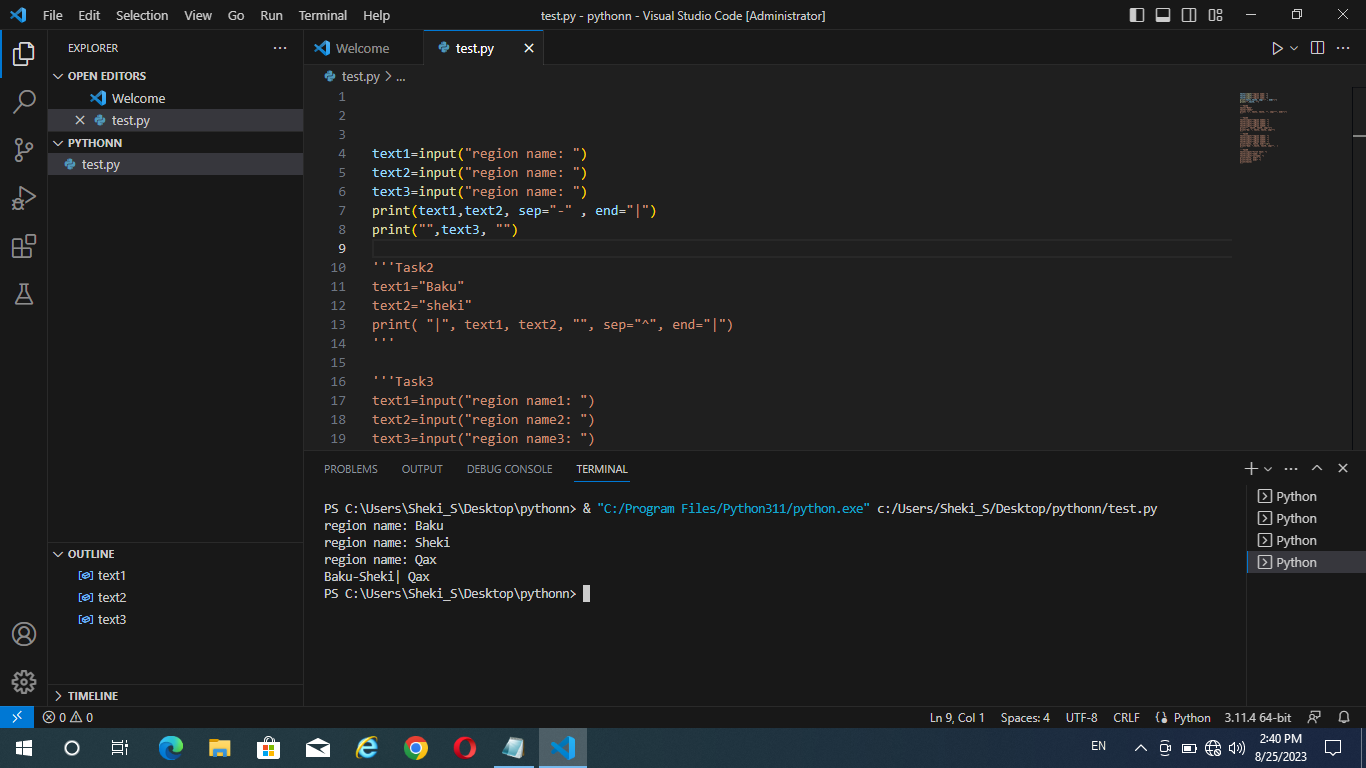 File Edit Selection View Go Run Terminal Help
test.py - pythonn - Visual Studio Code [Administrator]
EXPLORER
OPEN EDITORS
Welcome
test.py
PYTHONN
test.py
OUTLINE
text1
text2
text3
TIMELINE
Welcome
test.py
test.py > ...
1
2
3
4 text1=input("region name: ")
5 text2=input("region name: ")
6 text3=input("region name: ")
7 print(text1,text2, sep="-" , end="|")
8 print("",text3, "")
9
10 '''Task2
11 text1="Baku"
12 text2="sheki"
13 print( "|", text1, text2, "", sep="^", end="|")
14 '''
15
16 '''Task3
17 text1=input("region name1: ")
18 text2=input("region name2: ")
19 text3=input("region name3: ")
PROBLEMS OUTPUT DEBUG CONSOLE TERMINAL
PS C:\Users\Sheki_S\Desktop\pythonn> & "C:/Program Files/Python311/python.exe" c:/Users/Sheki_S/Desktop/pythonn/test.py
region name: Baku
region name: Sheki
region name: Qax
Baku-Sheki| Qax
PS C:\Users\Sheki_S\Desktop\pythonn>
Python
Python
Python
Python
0 0
Ln 9, Col 1 Spaces: 4 UTF-8 CRLF Python 3.11.4 64-bit
EN
2:40 PM
8/25/2023